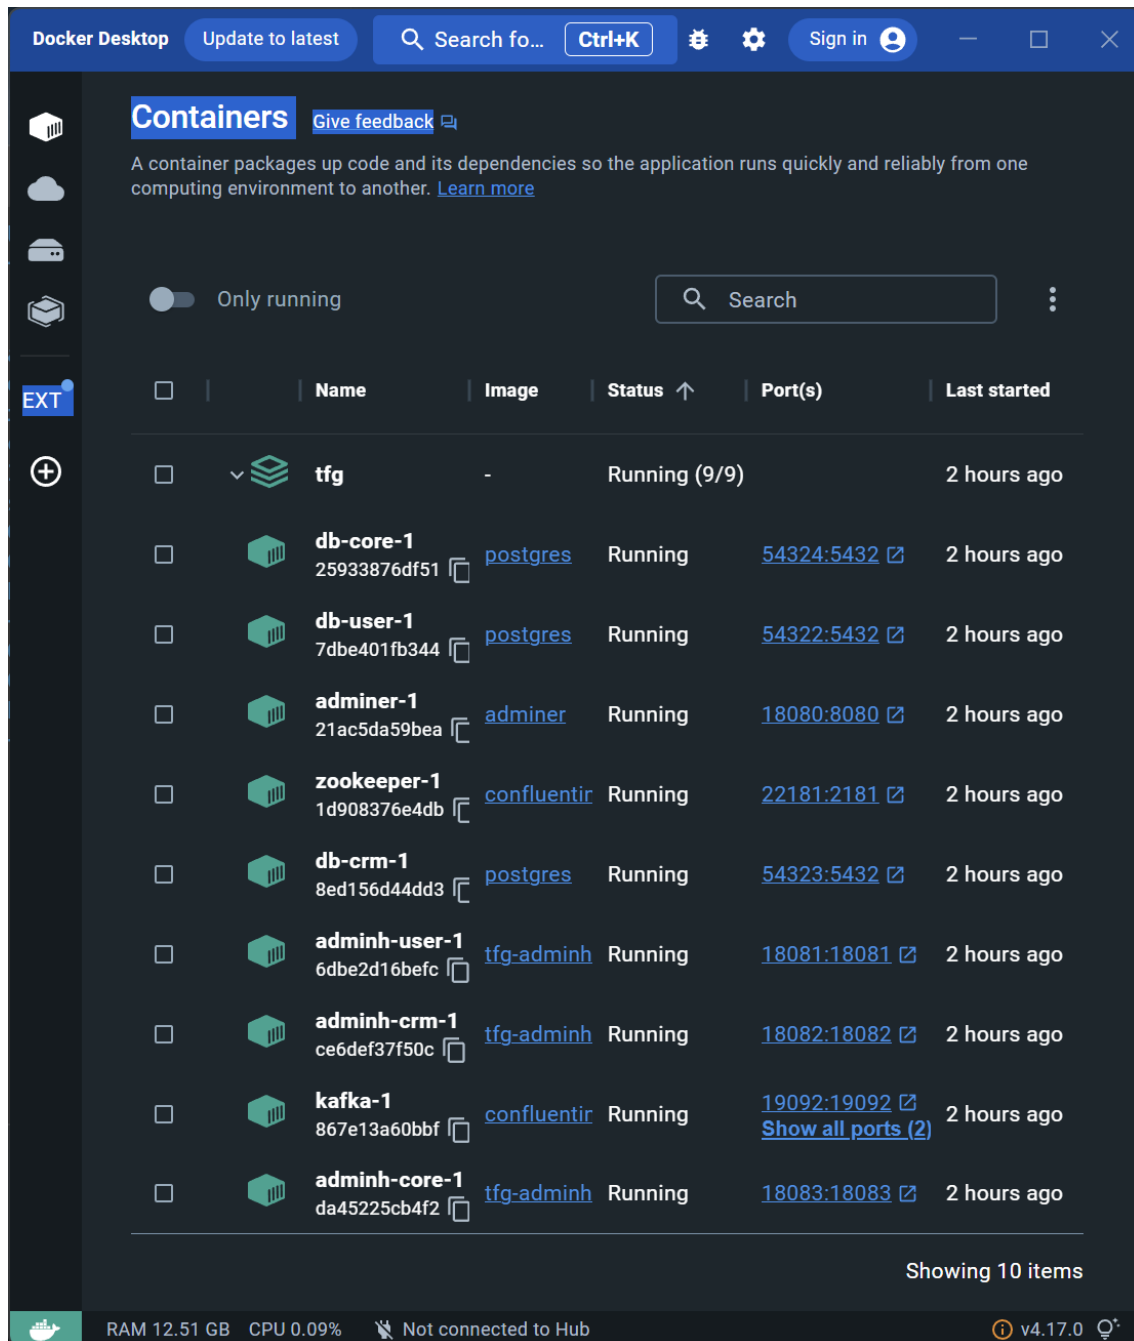 Docker Desktop Update to latest Search fo... Ctrl+K Sign in
Containers Give feedback
A container packages up code and its dependencies so the application runs quickly and reliably from one
computing environment to another. Learn more
Only running Search
EXT
Name Image Status Port(s) Last started
tfg - Running (9/9) 2 hours ago
db-core-1
25933876df51 postgres Running 54324:5432 2 hours ago
db-user-1
7dbe401fb344 postgres Running 54322:5432 2 hours ago
adminer-1
21ac5da59bea adminer Running 18080:8080 2 hours ago
zookeeper-1
1d908376e4db confluentir Running 22181:2181 2 hours ago
db-crm-1
8ed156d44dd3 postgres Running 54323:5432 2 hours ago
adminh-user-1
6dbe2d16befc tfg-adminh Running 18081:18081 2 hours ago
adminh-crm-1
ce6def37f50c tfg-adminh Running 18082:18082 2 hours ago
kafka-1 19092:19092
867e13a60bbf confluentir Running Show all ports (2) 2 hours ago
adminh-core-1
da45225cb4f2 tfg-adminh Running 18083:18083 2 hours ago
Showing 10 items
RAM 12.51 GB CPU 0.09% Not connected to Hub v4.17.0